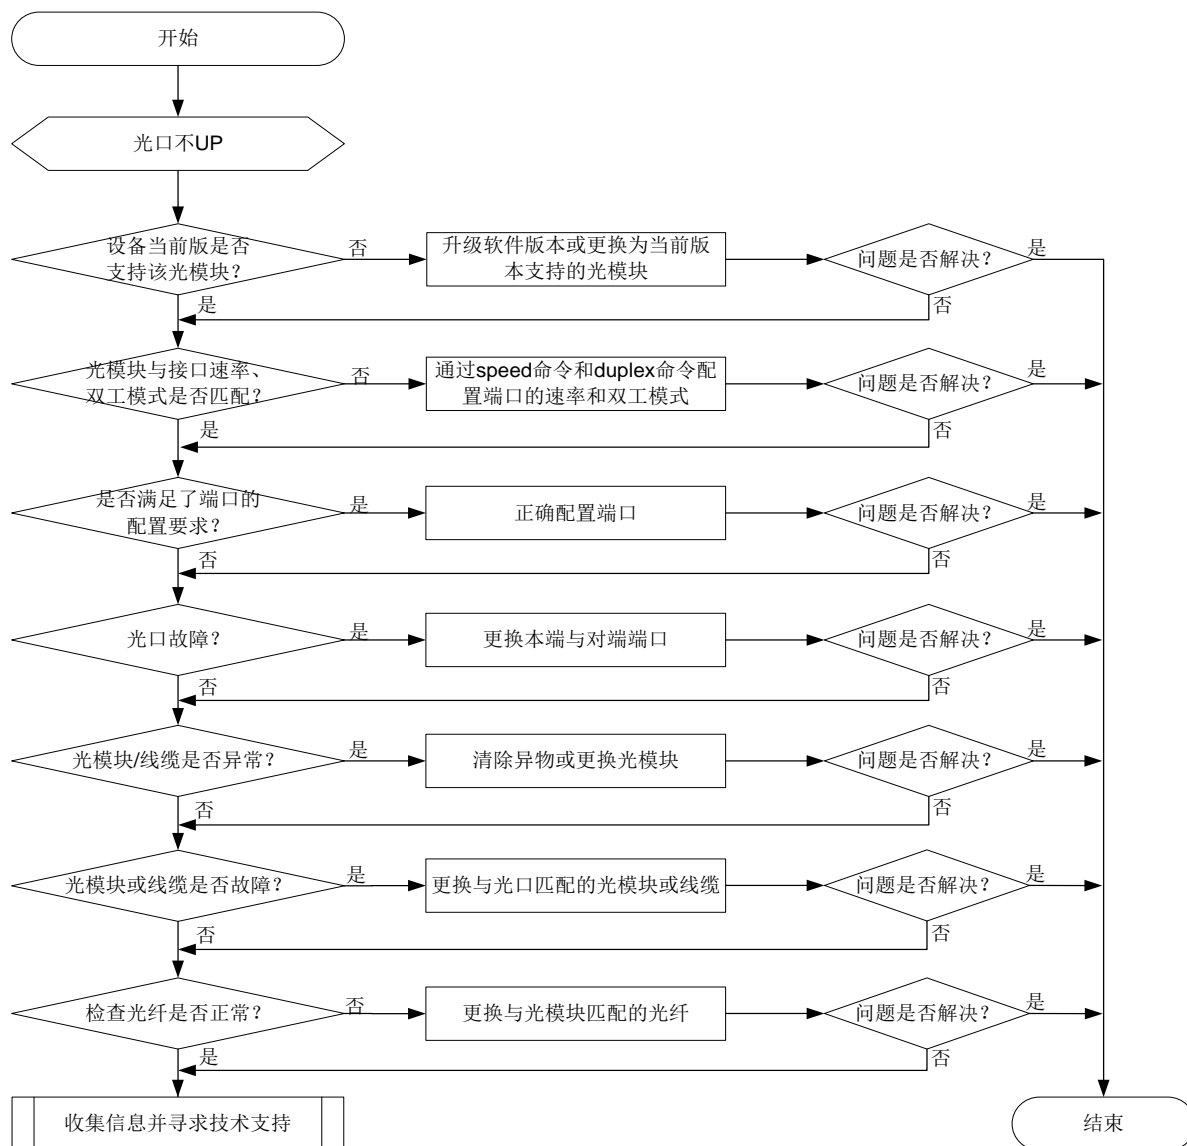 开始
光口不UP
设备当前版是否
支持该光模块？
否
升级软件版本或更换为当前版
本支持的光模块
问题是否解决？
是
是
否
光模块与接口速率、
双工模式是否匹配？
否
通过speed命令和duplex命令配
置端口的速率和双工模式
问题是否解决？
是
是
否
是否满足了端口的
配置要求？
是
正确配置端口
问题是否解决？
是
否
否
光口故障？
是
更换本端与对端端口
问题是否解决？
是
否
否
光模块/线缆是否异常？
是
清除异物或更换光模块
问题是否解决？
是
否
否
光模块或线缆是否故障？
是
更换与光口匹配的光模块或线缆
问题是否解决？
是
否
否
检查光纤是否正常？
否
更换与光模块匹配的光纤
问题是否解决？
是
是
否
收集信息并寻求技术支持
结束